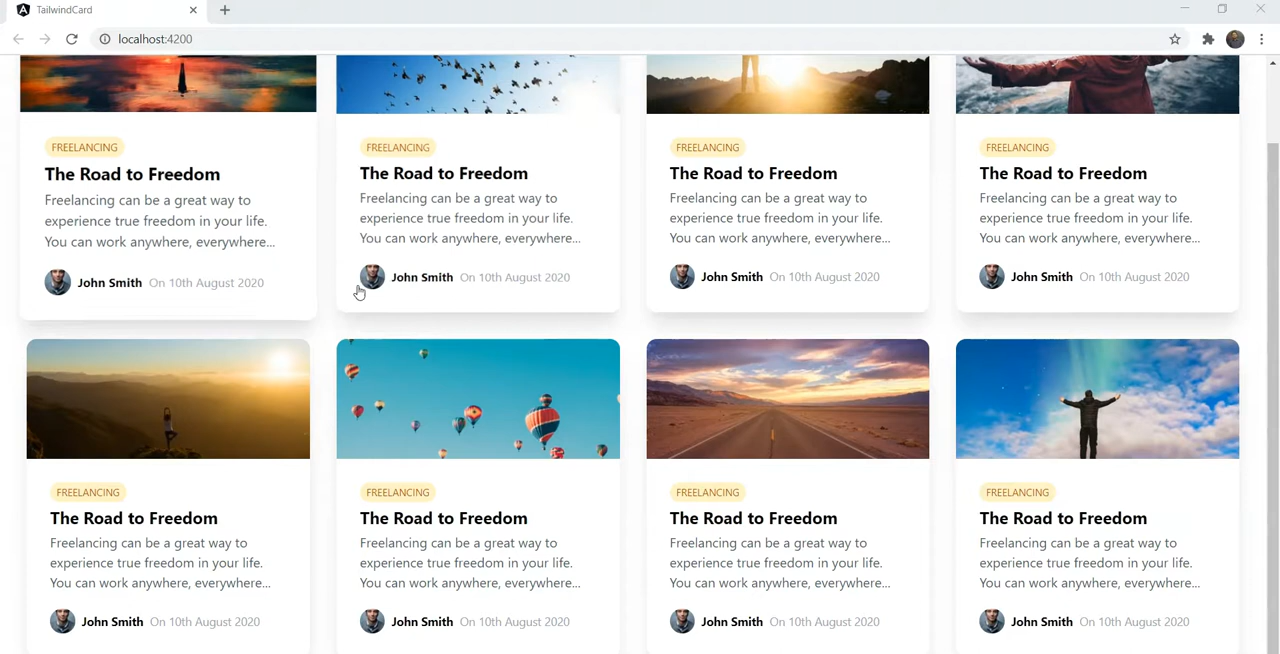 TailwindCard
localhost:4200
FREELANCING
The Road to Freedom
Freelancing can be a great way to
experience true freedom in your life.
You can work anywhere, everywhere...
John Smith On 10th August 2020
FREELANCING
The Road to Freedom
Freelancing can be a great way to
experience true freedom in your life.
You can work anywhere, everywhere...
John Smith On 10th August 2020
FREELANCING
The Road to Freedom
Freelancing can be a great way to
experience true freedom in your life.
You can work anywhere, everywhere...
John Smith On 10th August 2020
FREELANCING
The Road to Freedom
Freelancing can be a great way to
experience true freedom in your life.
You can work anywhere, everywhere...
John Smith On 10th August 2020
FREELANCING
The Road to Freedom
Freelancing can be a great way to
experience true freedom in your life.
You can work anywhere, everywhere...
John Smith On 10th August 2020
FREELANCING
The Road to Freedom
Freelancing can be a great way to
experience true freedom in your life.
You can work anywhere, everywhere...
John Smith On 10th August 2020
FREELANCING
The Road to Freedom
Freelancing can be a great way to
experience true freedom in your life.
You can work anywhere, everywhere...
John Smith On 10th August 2020
FREELANCING
The Road to Freedom
Freelancing can be a great way to
experience true freedom in your life.
You can work anywhere, everywhere...
John Smith On 10th August 2020